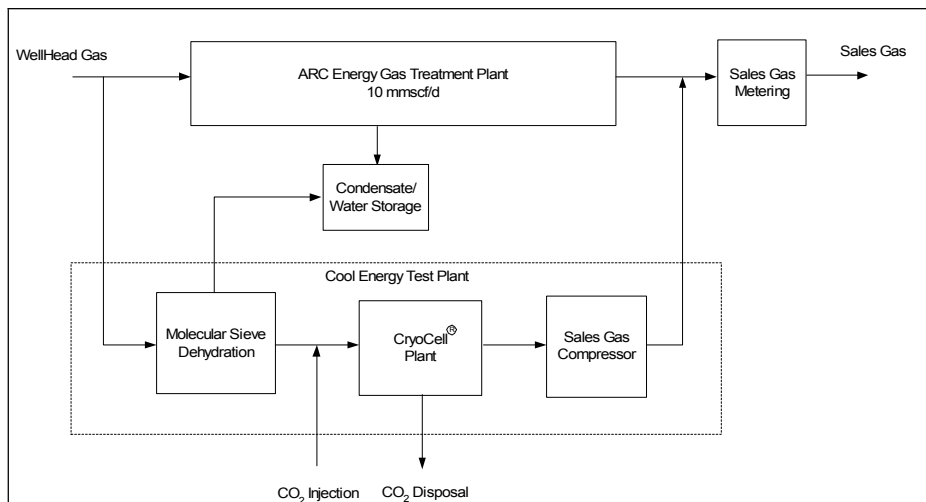 WellHead Gas
ARC Energy Gas Treatment Plant
10 mmscf/d
Sales Gas
Metering
Sales Gas
Condensate/
Water Storage
Cool Energy Test Plant
Molecular Sieve
Dehydration
CryoCell®
Plant
Sales Gas
Compressor
CO₂ Injection
CO₂ Disposal